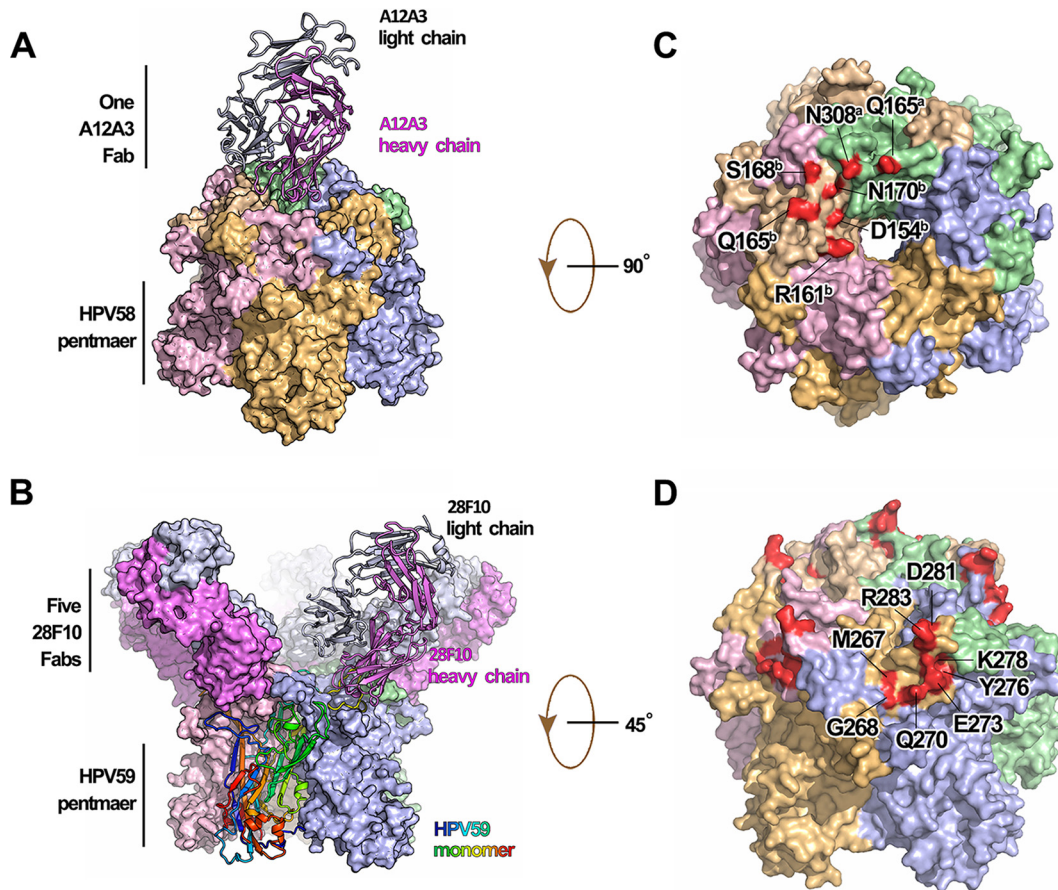 A
A12A3
light chain
One
A12A3
Fab
A12A3
heavy chain
HPV58
pentmaer
90°
C
N308ᵃ
Q165ᵃ
S168ᵇ
N170ᵇ
Q165ᵇ
D154ᵇ
R161ᵇ
B
28F10
light chain
Five
28F10
Fabs
28F10
heavy chain
HPV59
pentmaer
HPV59
monomer
45°
D
D281
R283
M267
K278
Y276
G268
E273
Q270